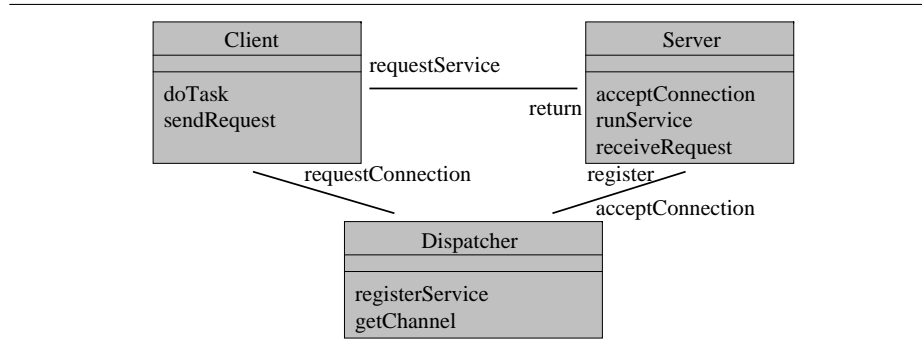 Client
Server
requestService
doTask
sendRequest
return
acceptConnection
runService
receiveRequest
requestConnection
register
acceptConnection
Dispatcher
registerService
getChannel